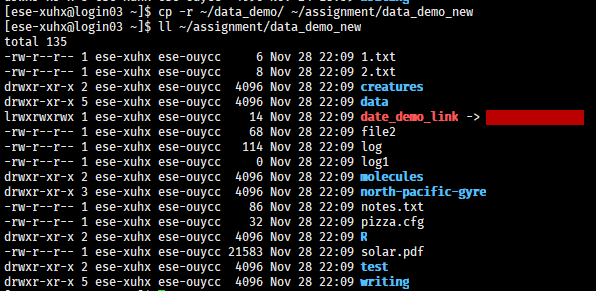 [ese-xuhx@login03 ~]$ cp -r ~/data_demo/ ~/assignment/data_demo_new
[ese-xuhx@login03 ~]$ ll ~/assignment/data_demo_new
total 135
-rw-r--r-- 1 ese-xuhx ese-ouycc     6 Nov 28 22:09 1.txt
-rw-r--r-- 1 ese-xuhx ese-ouycc     8 Nov 28 22:09 2.txt
drwxr-xr-x 2 ese-xuhx ese-ouycc  4096 Nov 28 22:09 creatures
drwxr-xr-x 5 ese-xuhx ese-ouycc  4096 Nov 28 22:09 data
lrwxrwxrwx 1 ese-xuhx ese-ouycc    14 Nov 28 22:09 date_demo_link ->
-rw-r--r-- 1 ese-xuhx ese-ouycc    68 Nov 28 22:09 file2
-rw-r--r-- 1 ese-xuhx ese-ouycc   114 Nov 28 22:09 log
-rw-r--r-- 1 ese-xuhx ese-ouycc     0 Nov 28 22:09 log1
drwxr-xr-x 2 ese-xuhx ese-ouycc  4096 Nov 28 22:09 molecules
drwxr-xr-x 3 ese-xuhx ese-ouycc  4096 Nov 28 22:09 north-pacific-gyre
-rw-r--r-- 1 ese-xuhx ese-ouycc    86 Nov 28 22:09 notes.txt
-rw-r--r-- 1 ese-xuhx ese-ouycc    32 Nov 28 22:09 pizza.cfg
drwxr-xr-x 2 ese-xuhx ese-ouycc  4096 Nov 28 22:09 R
-rw-r--r-- 1 ese-xuhx ese-ouycc 21583 Nov 28 22:09 solar.pdf
drwxr-xr-x 2 ese-xuhx ese-ouycc  4096 Nov 28 22:09 test
drwxr-xr-x 5 ese-xuhx ese-ouycc  4096 Nov 28 22:09 writing